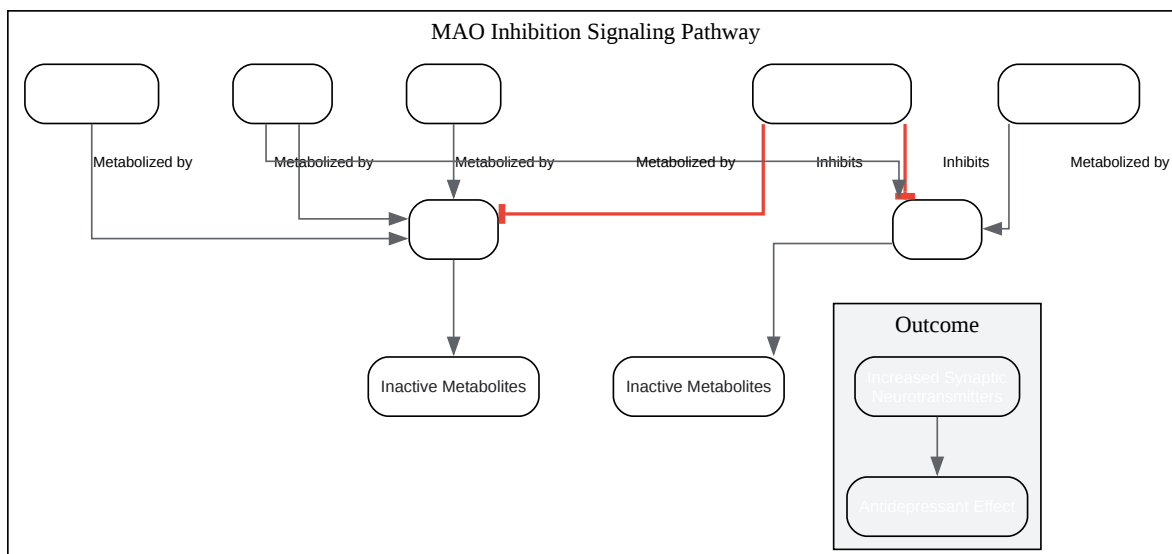 MAO Inhibition Signaling Pathway
Metabolized by
Metabolized by
Metabolized by
Metabolized by
Inhibits
Inhibits
Metabolized by
Outcome
Inactive Metabolites
Inactive Metabolites
Increased Synaptic
Neurotransmitters
Antidepressant Effect